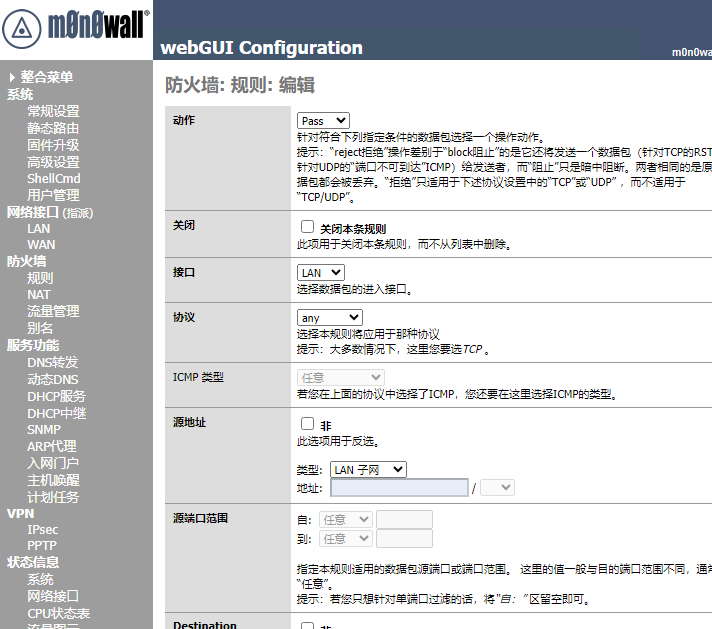 m0n0wall®
webGUI Configuration
m0n0wa
整合菜单
系统
常规设置
静态路由
固件升级
高级设置
ShellCmd
用户管理
网络接口 (指派)
LAN
WAN
防火墙
规则
NAT
流量管理
别名
服务功能
DNS转发
动态DNS
DHCP服务
DHCP中继
SNMP
ARP代理
入网门户
主机唤醒
计划任务
VPN
IPsec
PPTP
状态信息
系统
网络接口
CPU状态表
防火墙: 规则: 编辑
动作
Pass
针对符合下列指定条件的数据包选择一个操作动作。
提示：“reject拒绝”操作差别于“block阻止”的是它还将发送一个数据包（针对TCP的RST
针对UDP的“端口不可到达”ICMP）给发送者，而“阻止”只是暗中阻断。两者相同的是原
据包都会被丢弃。“拒绝”只适用于下述协议设置中的“TCP”或“UDP” ，而不适用于
“TCP/UDP”。
关闭
关闭本条规则
此项用于关闭本条规则，而不从列表中删除。
接口
LAN
选择数据包的进入接口。
协议
any
选择本规则将应用于那种协议
提示：大多数情况下，这里您要选TCP 。
ICMP 类型
任意
若您在上面的协议中选择了ICMP，您还要在这里选择ICMP的类型。
源地址
非
此选项用于反选。
类型: LAN 子网
地址: /
源端口范围
自: 任意
到: 任意
指定本规则适用的数据包源端口或端口范围。 这里的值一般与目的端口范围不同，通常
“任意”。
提示：若您只想针对单端口过滤的话，将“自：”区留空即可。
Destination
非